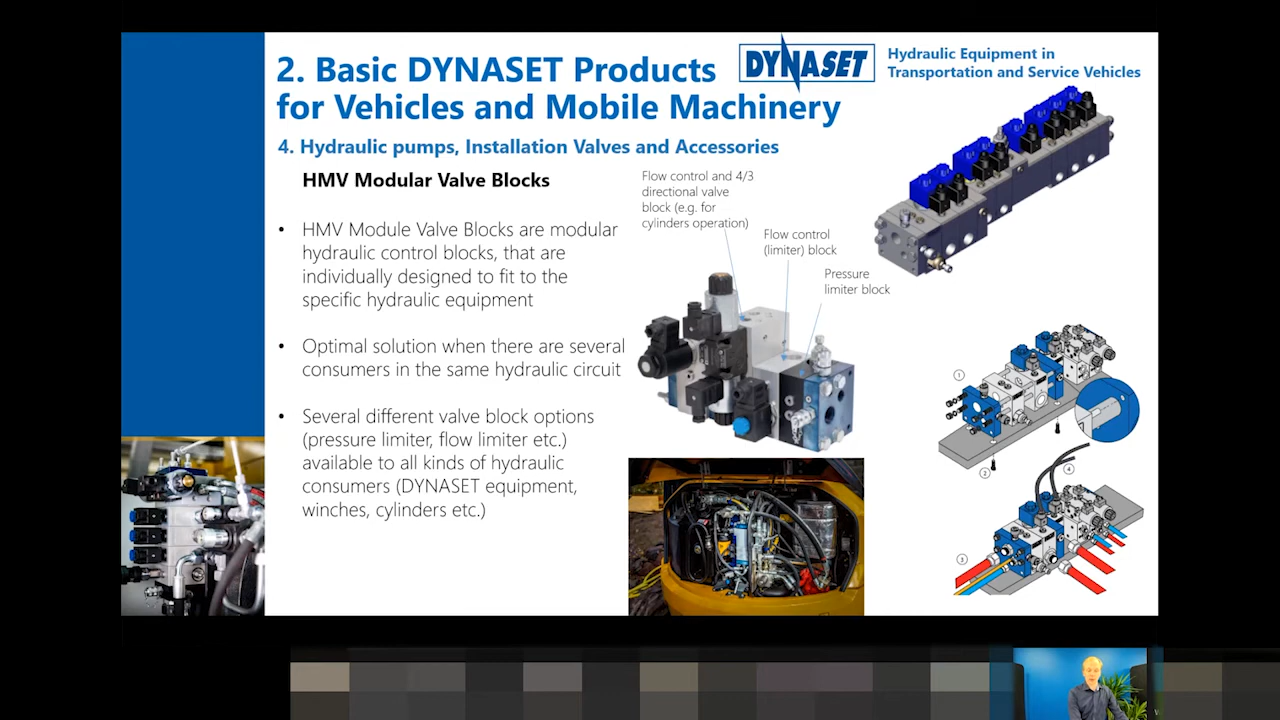 2. Basic DYNASET Products
for Vehicles and Mobile Machinery
DYNASET
Hydraulic Equipment in
Transportation and Service Vehicles
4. Hydraulic pumps, Installation Valves and Accessories
HMV Modular Valve Blocks
• HMV Module Valve Blocks are modular
hydraulic control blocks, that are
individually designed to fit to the
specific hydraulic equipment
• Optimal solution when there are several
consumers in the same hydraulic circuit
• Several different valve block options
(pressure limiter, flow limiter etc.)
available to all kinds of hydraulic
consumers (DYNASET equipment,
winches, cylinders etc.)
Flow control and 4/3
directional valve
block (e.g. for
cylinders operation)
Flow control
(limiter) block
Pressure
limiter block
1
2
3
4